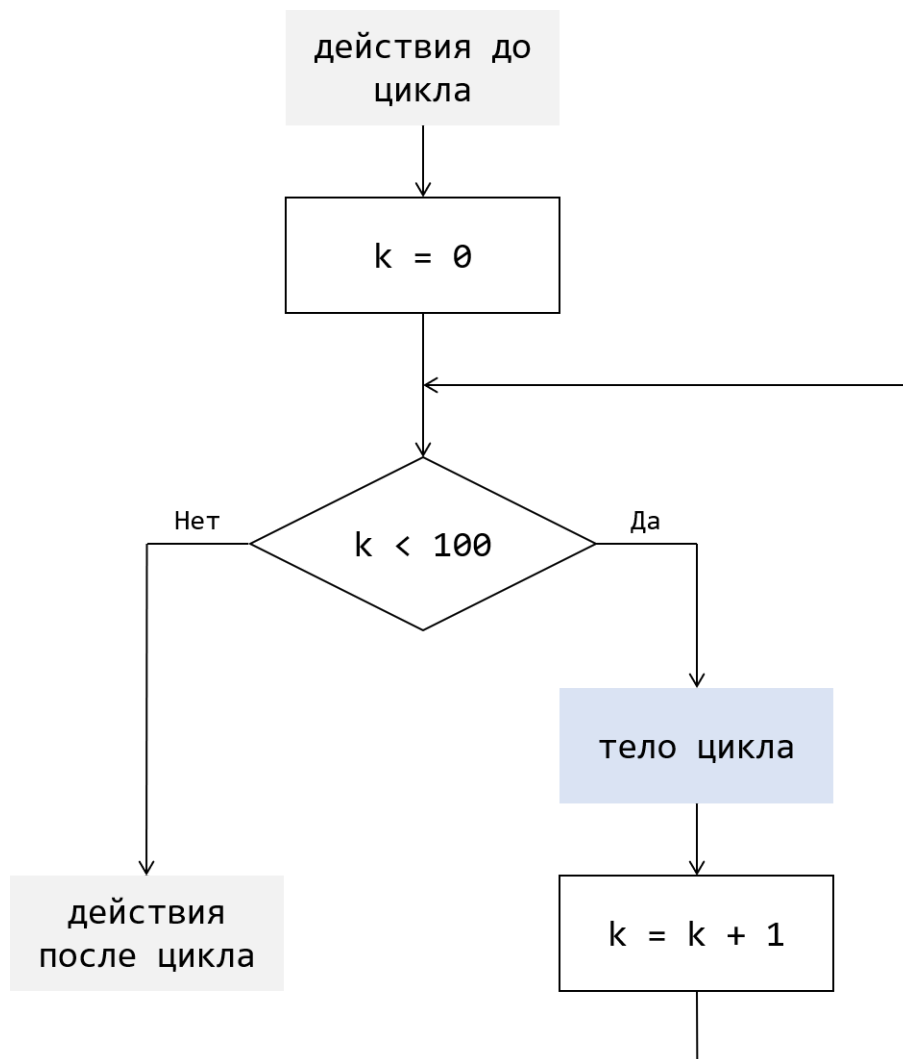 действия до
цикла
k = 0
Нет
Да
k < 100
тело цикла
действия
после цикла
k = k + 1